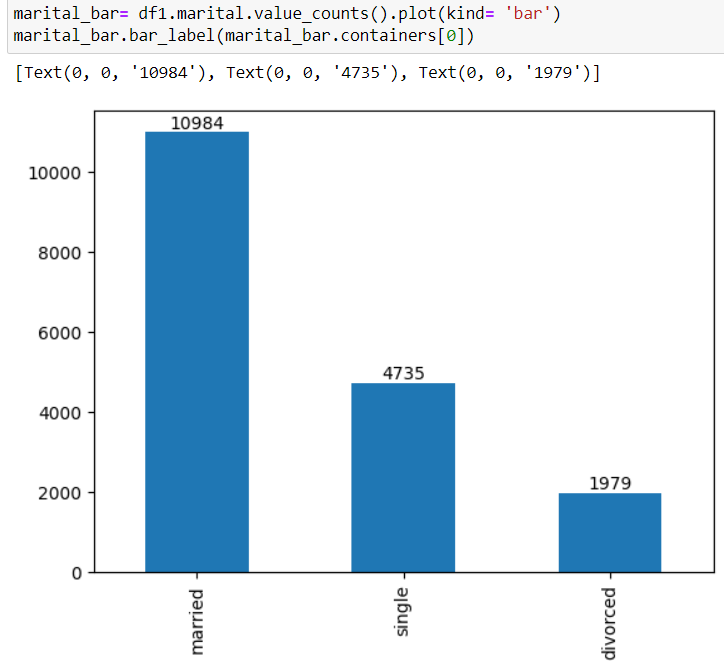 marital_bar= df1.marital.value_counts().plot(kind= 'bar')
marital_bar.bar_label(marital_bar.containers[0])
[Text(0, 0, '10984'), Text(0, 0, '4735'), Text(0, 0, '1979')]
10984
10000
8000
6000
4735
4000
2000
1979
0
married
single
divorced